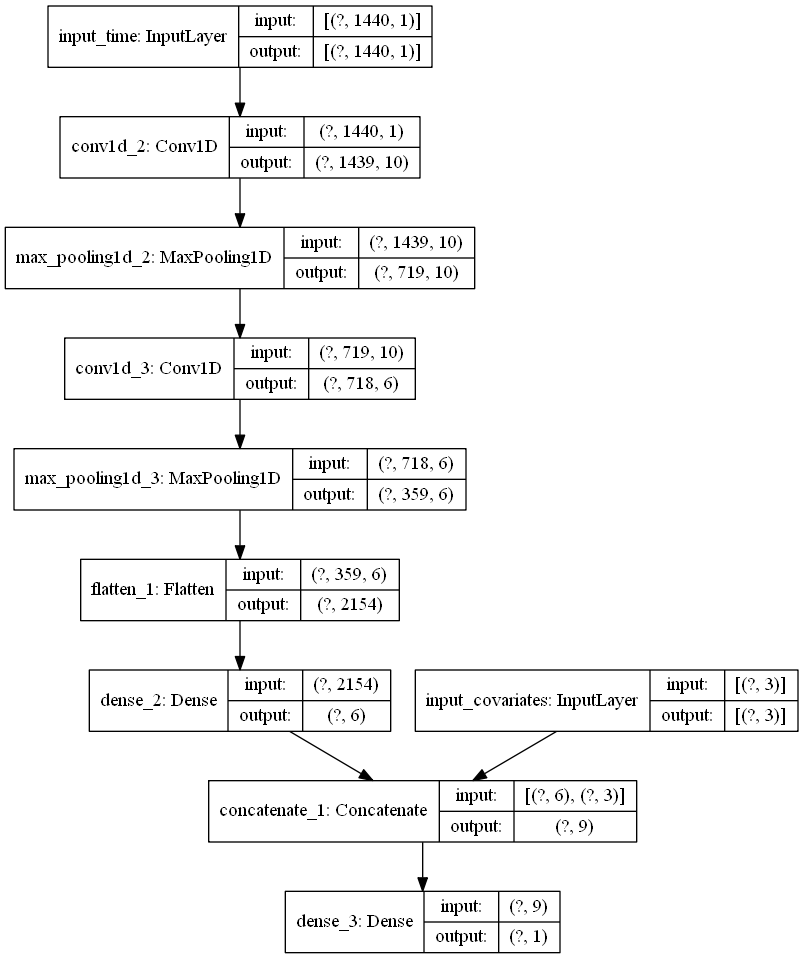 input_time: InputLayer
input: [(?, 1440, 1)]
output: [(?, 1440, 1)]
conv1d_2: Conv1D
input: (?, 1440, 1)
output: (?, 1439, 10)
max_pooling1d_2: MaxPooling1D
input: (?, 1439, 10)
output: (?, 719, 10)
conv1d_3: Conv1D
input: (?, 719, 10)
output: (?, 718, 6)
max_pooling1d_3: MaxPooling1D
input: (?, 718, 6)
output: (?, 359, 6)
flatten_1: Flatten
input: (?, 359, 6)
output: (?, 2154)
dense_2: Dense
input: (?, 2154)
output: (?, 6)
input_covariates: InputLayer
input: [(?, 3)]
output: [(?, 3)]
concatenate_1: Concatenate
input: [(?, 6), (?, 3)]
output: (?, 9)
dense_3: Dense
input: (?, 9)
output: (?, 1)